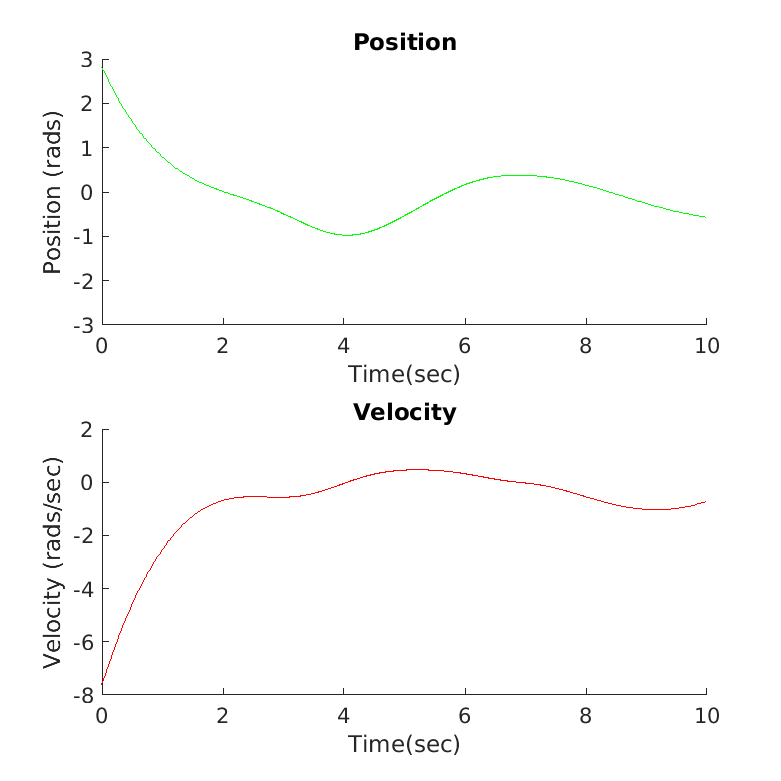 Position
3
2
1
0
-1
-2
-3
Position (rads)
0 2 4 6 8 10
Time(sec)
Velocity
2
0
-2
-4
-6
-8
Velocity (rads/sec)
0 2 4 6 8 10
Time(sec)